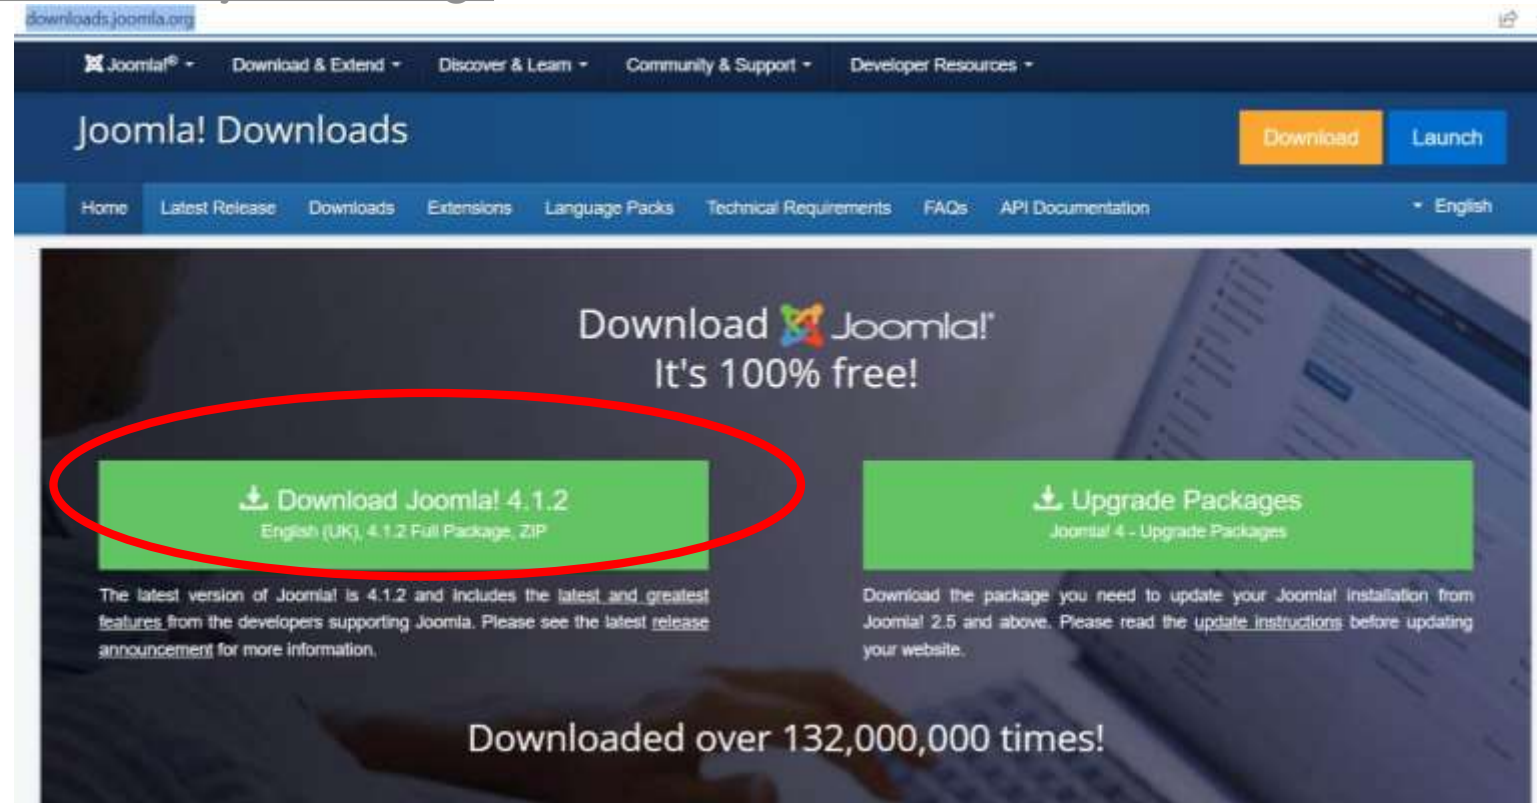 downloads.joomla.org
Joomla!® Download & Extend Discover & Learn Community & Support Developer Resources
Joomla! Downloads
Download Launch
Home Latest Release Downloads Extensions Language Packs Technical Requirements FAQs API Documentation English
Download Joomla!®
It's 100% free!
Download Joomla! 4.1.2
English (UK), 4.1.2 Full Package, ZIP
The latest version of Joomla! is 4.1.2 and includes the latest and greatest
features from the developers supporting Joomla. Please see the latest release
announcement for more information.
Upgrade Packages
Joomla! 4 - Upgrade Packages
Download the package you need to update your Joomla! installation from
Joomla! 2.5 and above. Please read the update instructions before updating
your website.
Downloaded over 132,000,000 times!